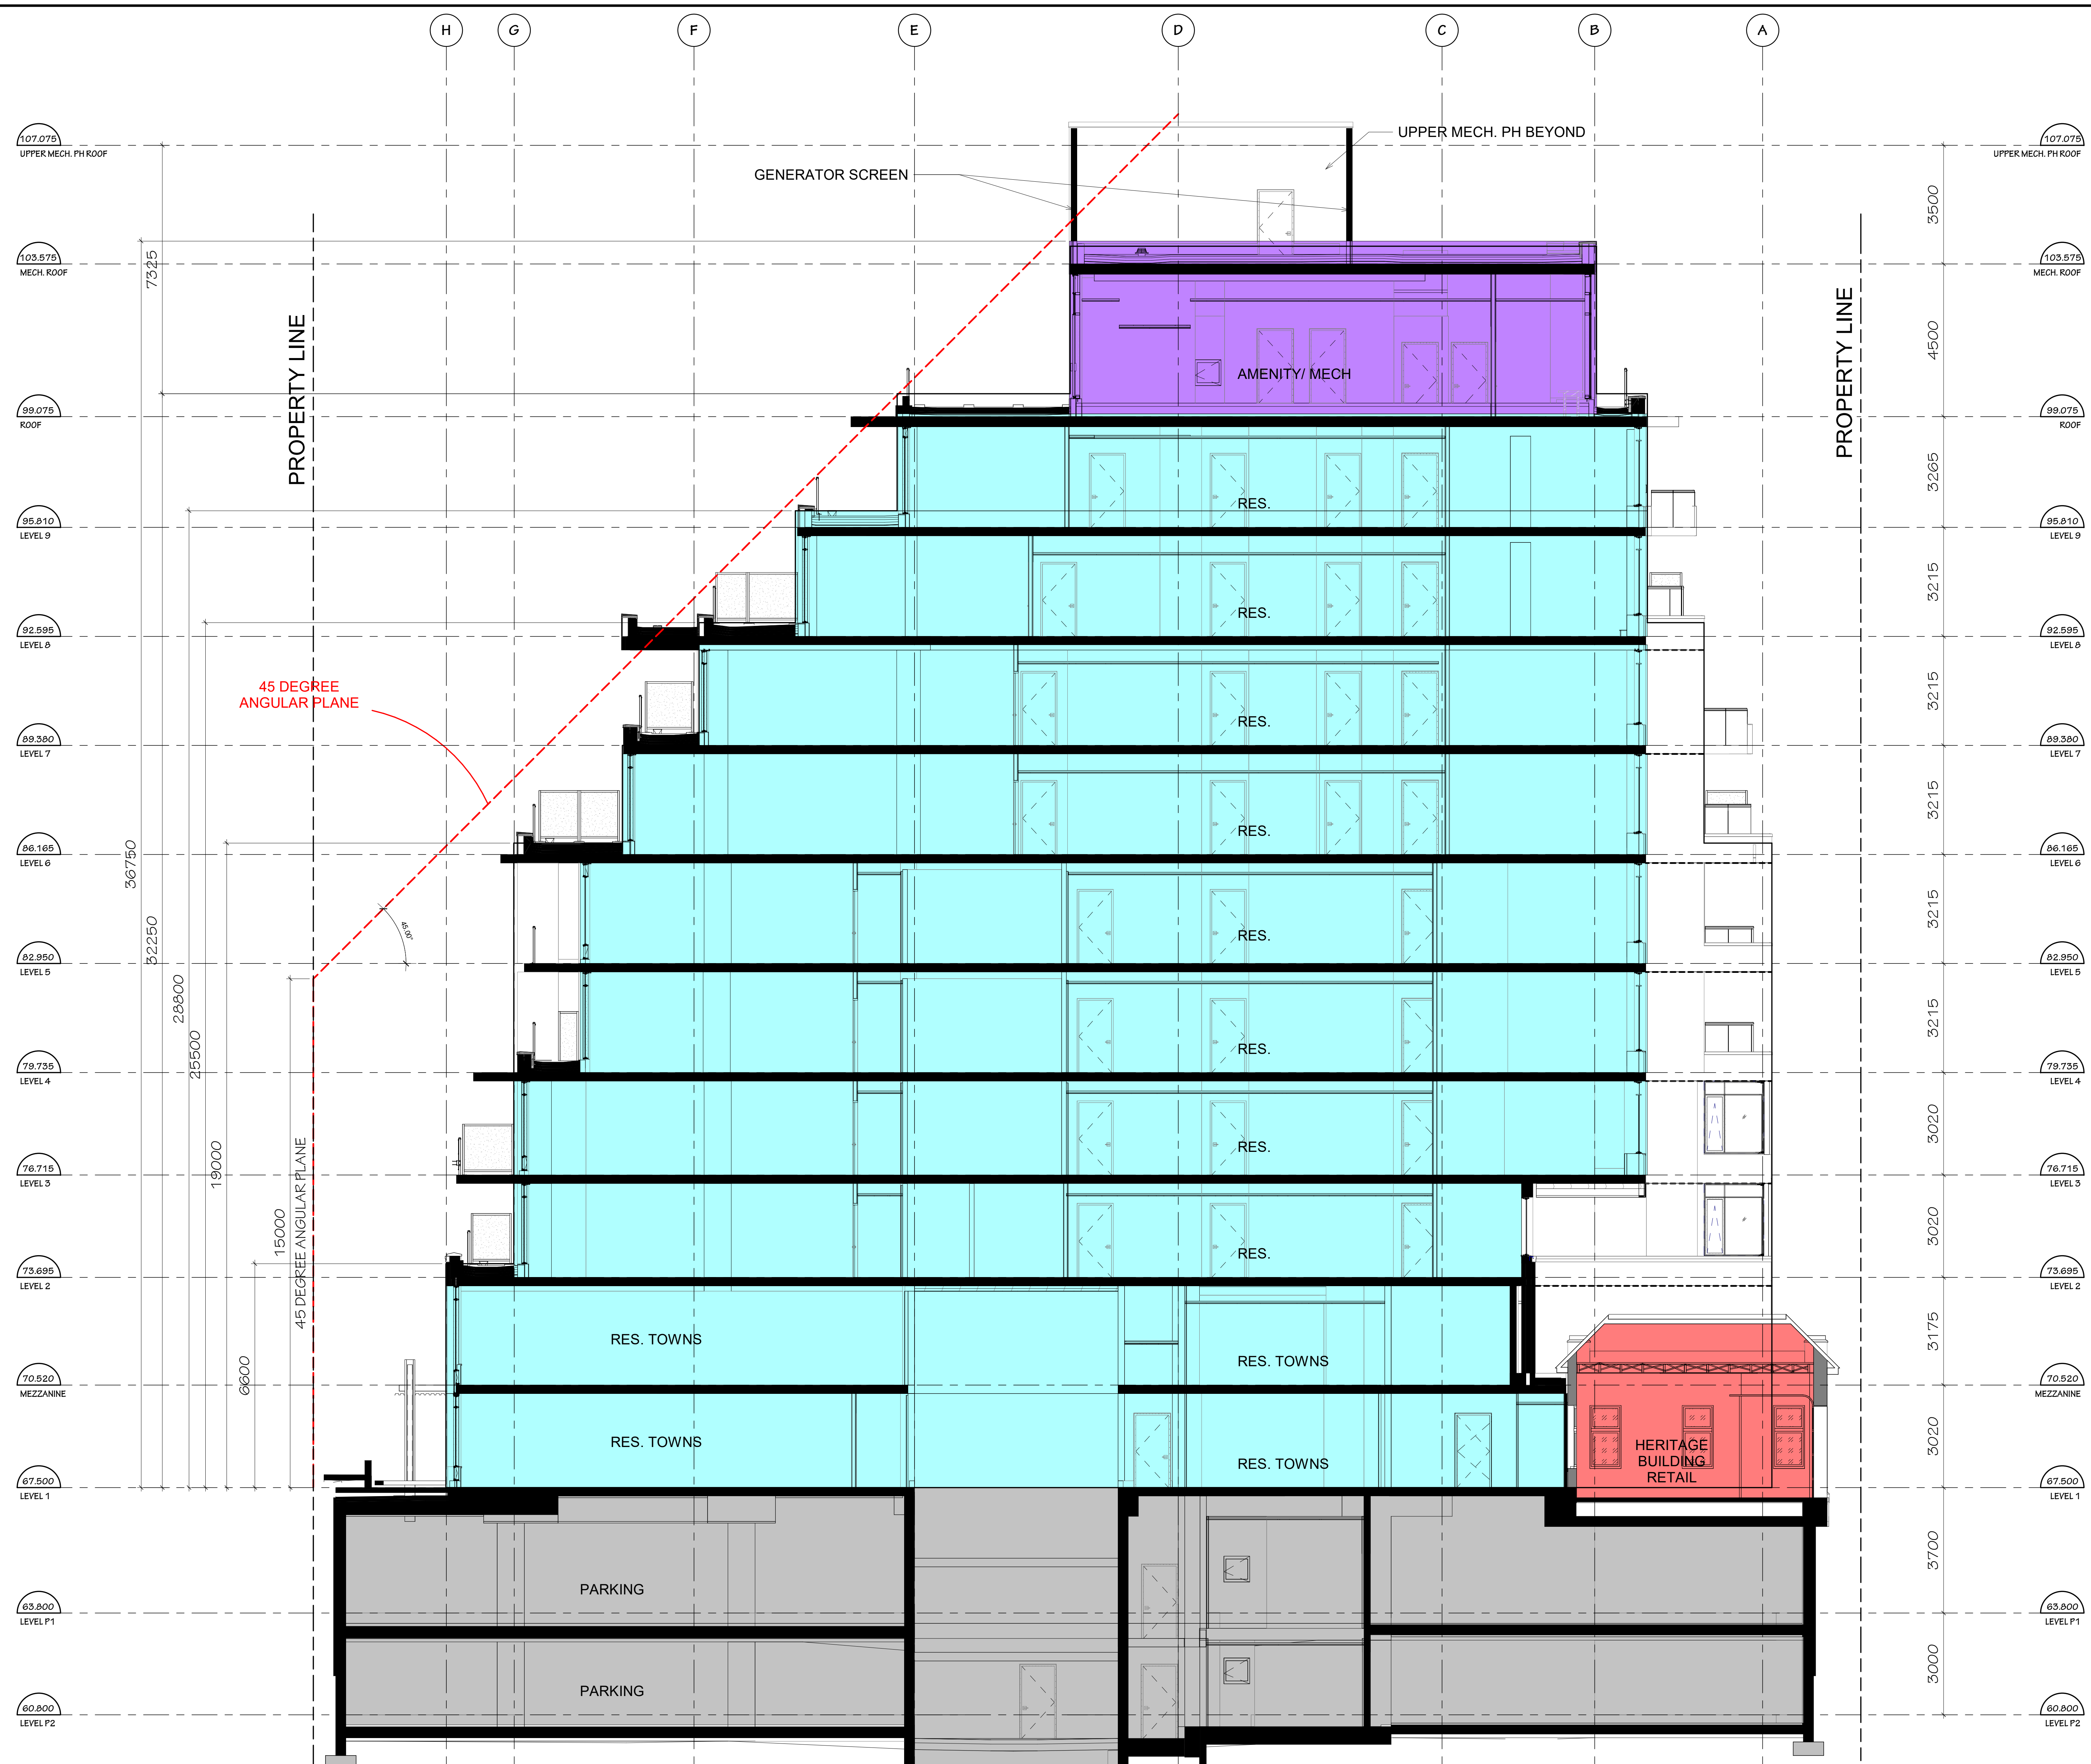 H G F E D C B A
107.075 UPPER MECH. PH BEYOND 107.075
UPPER MECH. PH ROOF UPPER MECH. PH ROOF
GENERATOR SCREEN
3500
103.575 103.575
MECH. ROOF MECH. ROOF
7325
PROPERTY LINE PROPERTY LINE
4500
AMENITY/ MECH
99.075 99.075
ROOF ROOF
3265
RES.
95.810 95.810
LEVEL 9 LEVEL 9
3215
RES.
92.595 92.595
LEVEL 8 LEVEL 8
45 DEGREE
ANGULAR PLANE
3215
RES.
89.380 89.380
LEVEL 7 LEVEL 7
3215
RES.
86.165 86.165
LEVEL 6 LEVEL 6
36750
32250
45.00°
3215
RES.
82.950 82.950
LEVEL 5 LEVEL 5
28800
25500
3215
RES.
79.735 79.735
LEVEL 4 LEVEL 4
3020
RES.
76.715 76.715
LEVEL 3 LEVEL 3
19000
15000
45 DEGREE ANGULAR PLANE
3020
RES.
73.695 73.695
LEVEL 2 LEVEL 2
6600
3175
RES. TOWNS
RES. TOWNS
70.520 70.520
MEZZANINE MEZZANINE
3020
RES. TOWNS
RES. TOWNS
HERITAGE
BUILDING
RETAIL
67.500 67.500
LEVEL 1 LEVEL 1
3700
PARKING
63.800 63.800
LEVEL P1 LEVEL P1
3000
PARKING
60.800 60.800
LEVEL P2 LEVEL P2